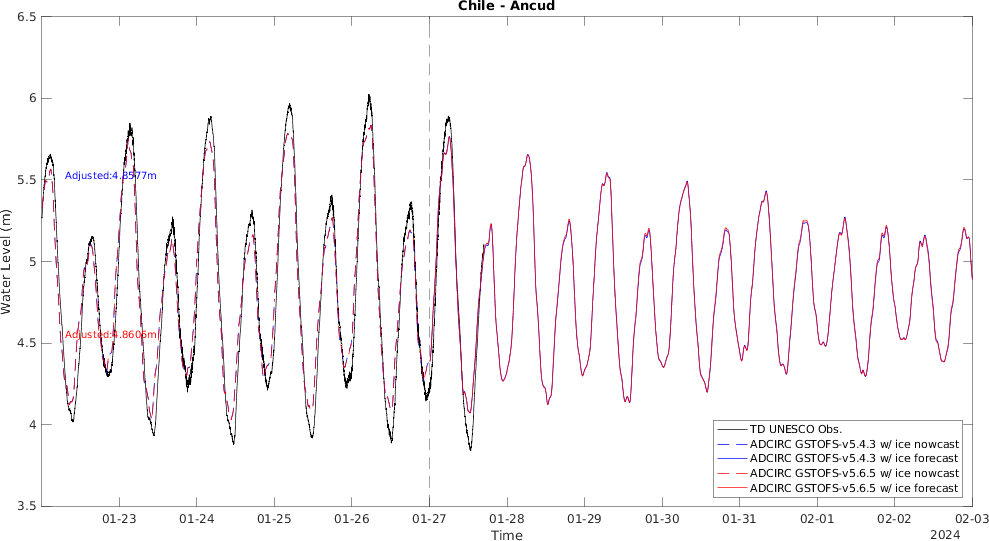 Chile - Ancud
Water Level (m)
6.5
6
5.5
5
4.5
4
3.5
Adjusted:4.8577m
Adjusted:4.8606m
TD UNESCO Obs.
ADCIRC GSTOFS-v5.4.3 w/ ice nowcast
ADCIRC GSTOFS-v5.4.3 w/ ice forecast
ADCIRC GSTOFS-v5.6.5 w/ ice nowcast
ADCIRC GSTOFS-v5.6.5 w/ ice forecast
01-23 01-24 01-25 01-26 01-27 01-28 01-29 01-30 01-31 02-01 02-02 02-03
Time
2024